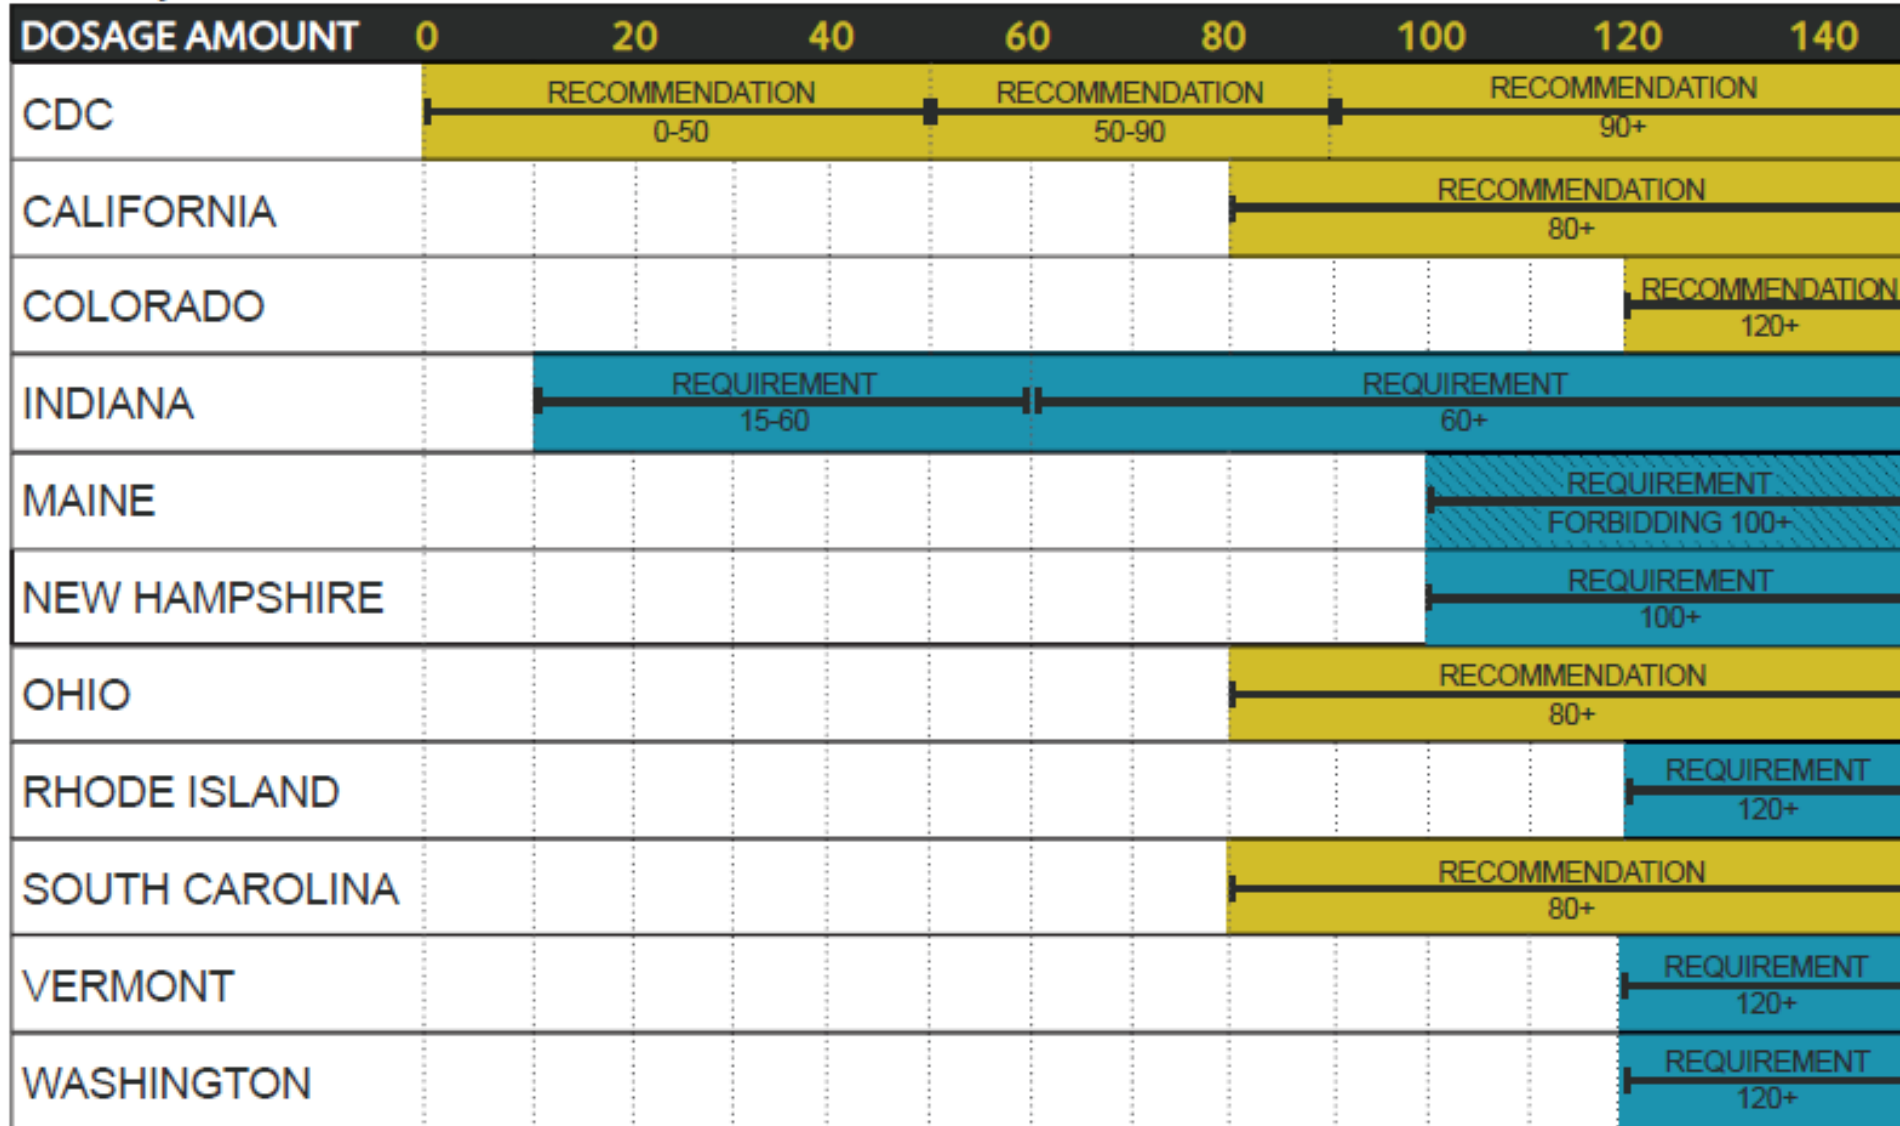 DOSAGE AMOUNT 0 20 40 60 80 100 120 140
CDC RECOMMENDATION 0-50 RECOMMENDATION 50-90 RECOMMENDATION 90+
CALIFORNIA RECOMMENDATION 80+
COLORADO RECOMMENDATION 120+
INDIANA REQUIREMENT 15-60 REQUIREMENT 60+
MAINE REQUIREMENT FORBIDDING 100+
NEW HAMPSHIRE REQUIREMENT 100+
OHIO RECOMMENDATION 80+
RHODE ISLAND REQUIREMENT 120+
SOUTH CAROLINA RECOMMENDATION 80+
VERMONT REQUIREMENT 120+
WASHINGTON REQUIREMENT 120+